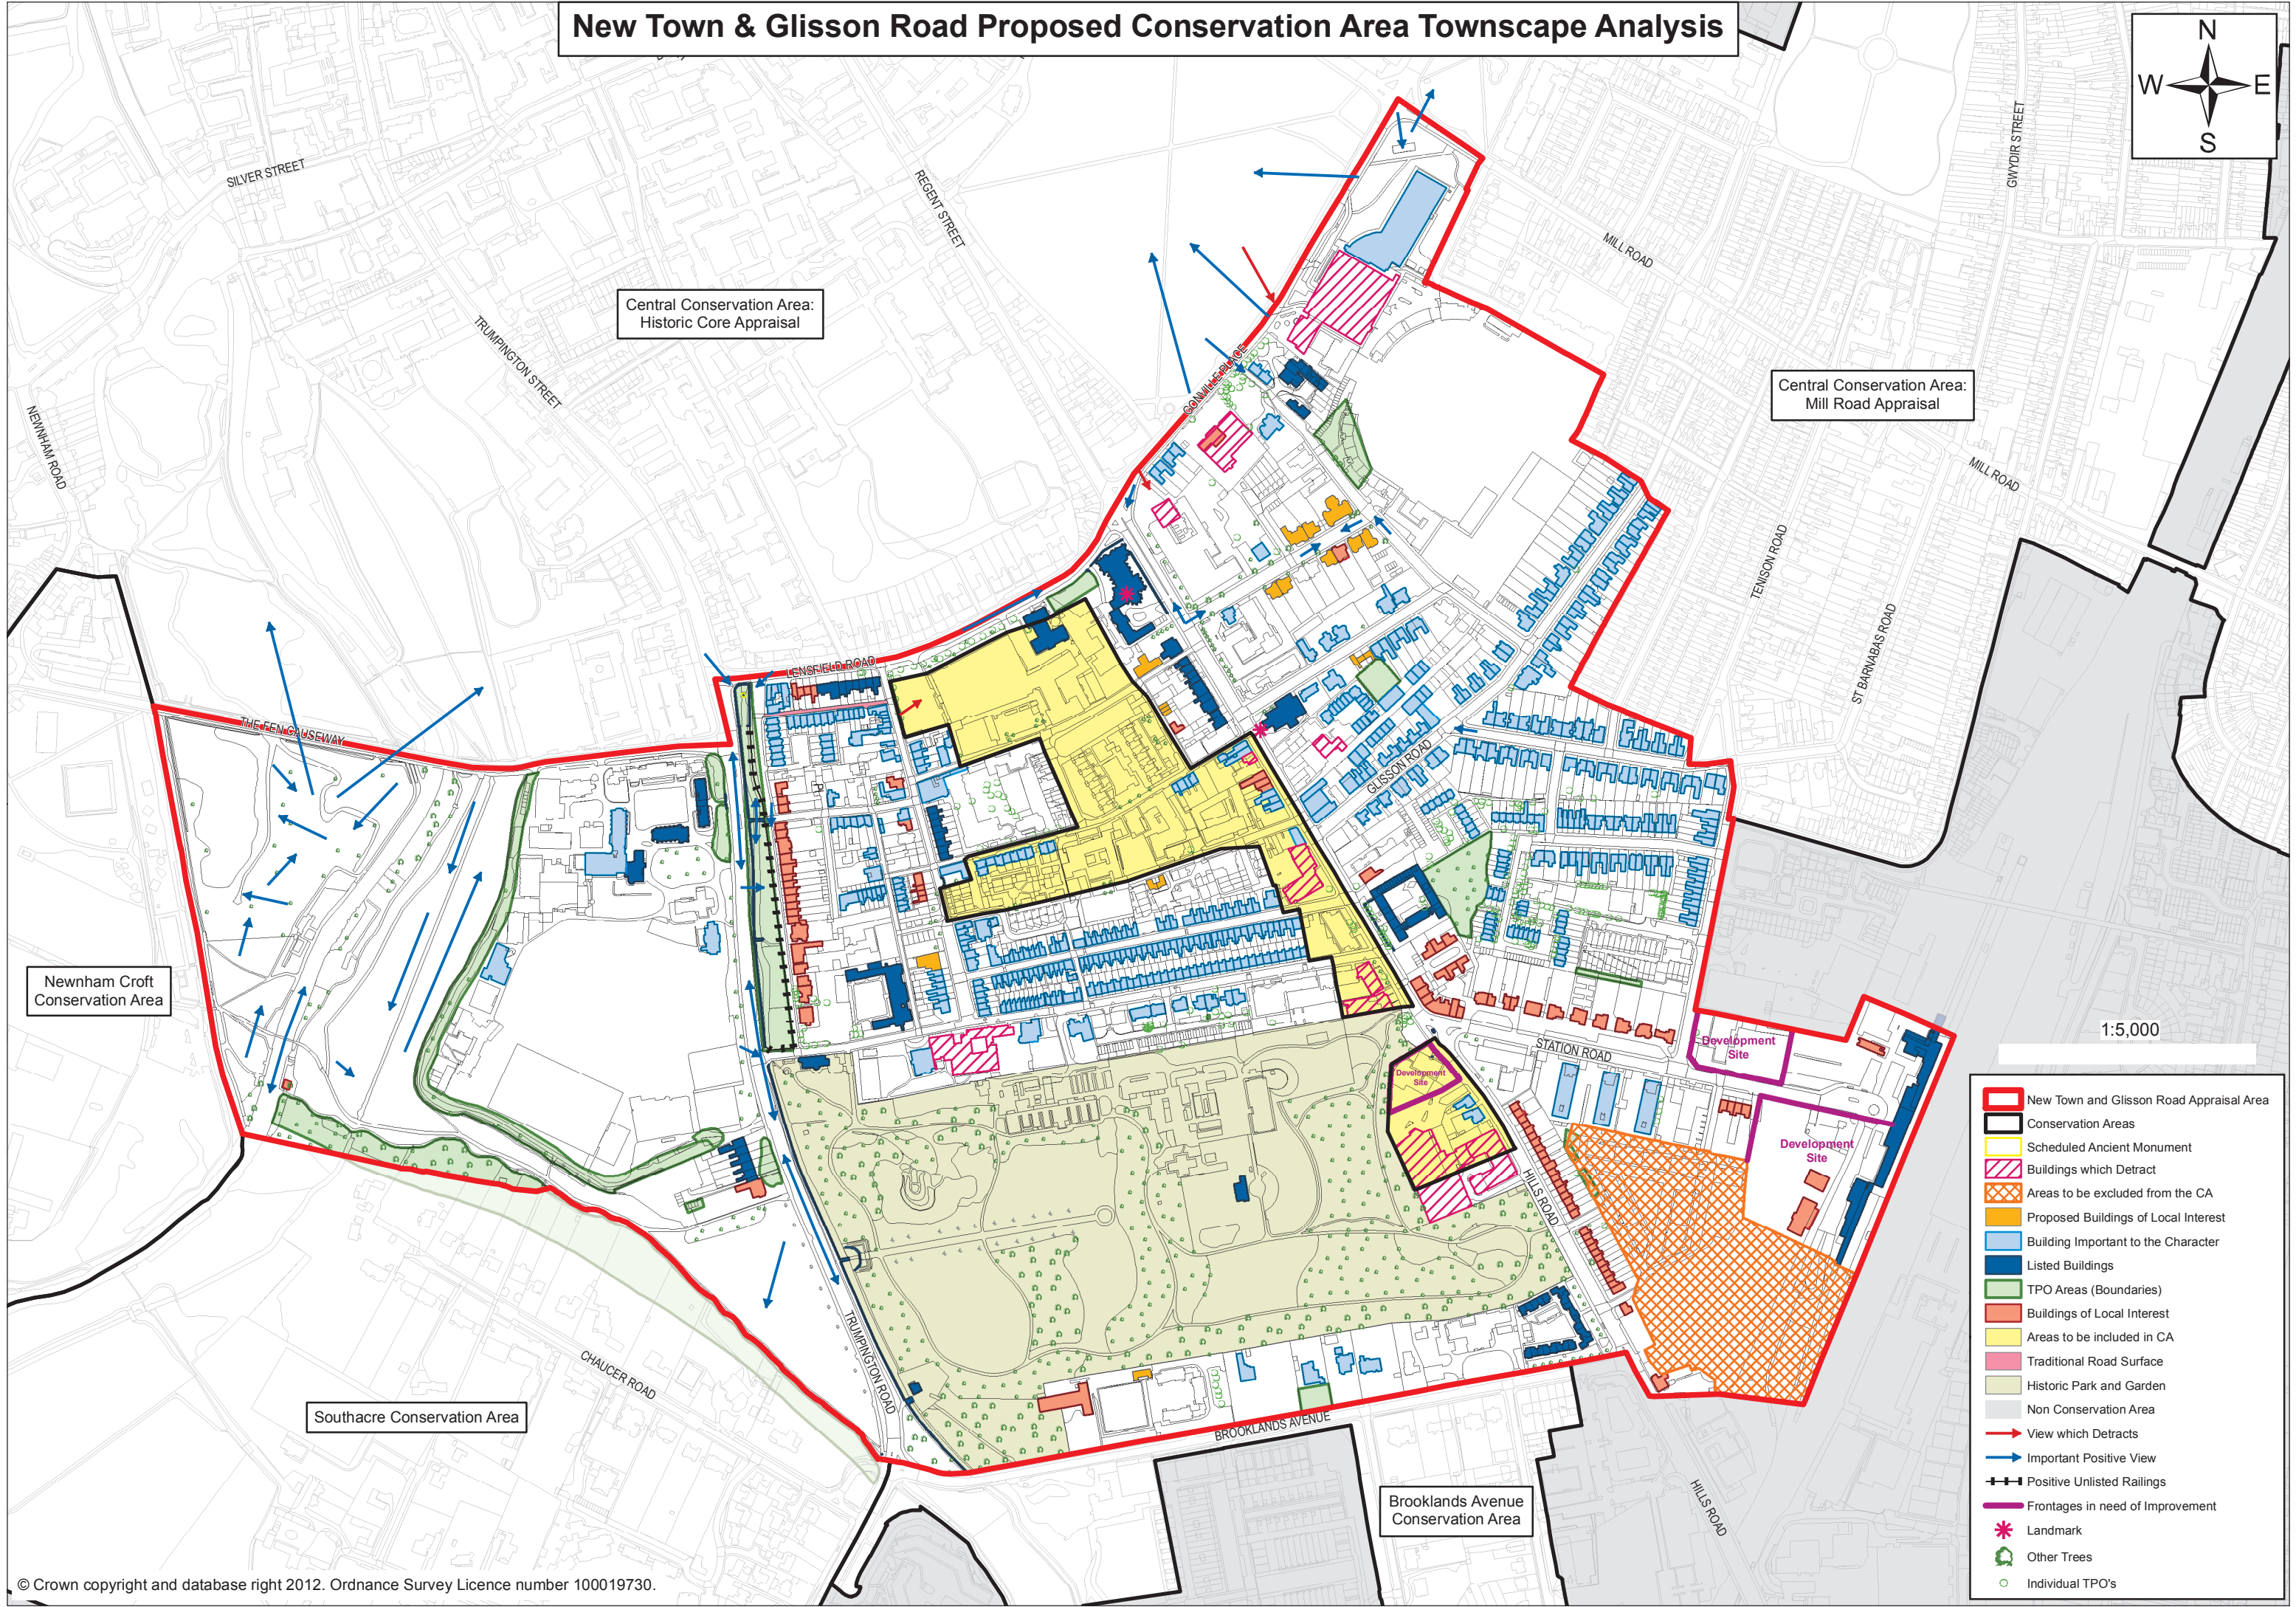 New Town & Glisson Road Proposed Conservation Area Townscape Analysis
N
W E
S
SILVER STREET
REGENT STREET
GWYDIR STREET
MILL ROAD
Central Conservation Area:
Historic Core Appraisal
TRUMPINGTON STREET
GONVILLE PLACE
Central Conservation Area:
Mill Road Appraisal
NEWNHAM ROAD
MILL ROAD
TENISON ROAD
ST BARNABAS ROAD
LENSFIELD ROAD
THE FEN CAUSEWAY
GLISSON ROAD
Pl
Newnham Croft
Conservation Area
STATION ROAD
Development
Site
Development
Site
Development
Site
1:5,000
HILLS ROAD
TRUMPINGTON ROAD
CHAUCER ROAD
Southacre Conservation Area
BROOKLANDS AVENUE
Brooklands Avenue
Conservation Area
HILLS ROAD
New Town and Glisson Road Appraisal Area
Conservation Areas
Scheduled Ancient Monument
Buildings which Detract
Areas to be excluded from the CA
Proposed Buildings of Local Interest
Building Important to the Character
Listed Buildings
TPO Areas (Boundaries)
Buildings of Local Interest
Areas to be included in CA
Traditional Road Surface
Historic Park and Garden
Non Conservation Area
View which Detracts
Important Positive View
Positive Unlisted Railings
Frontages in need of Improvement
Landmark
Other Trees
Individual TPO's
© Crown copyright and database right 2012. Ordnance Survey Licence number 100019730.